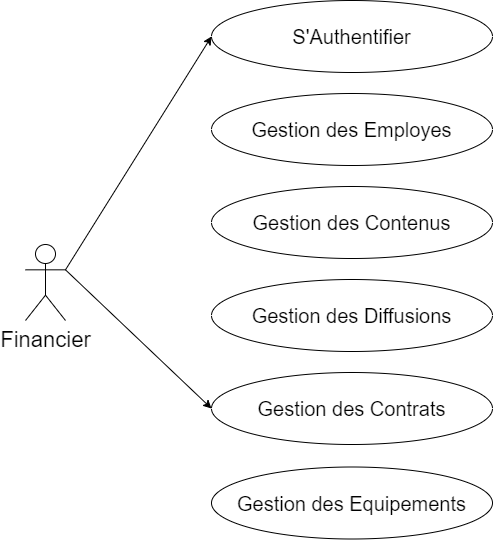 S'Authentifier
Gestion des Employes
Gestion des Contenus
Gestion des Diffusions
Financier
Gestion des Contrats
Gestion des Equipements